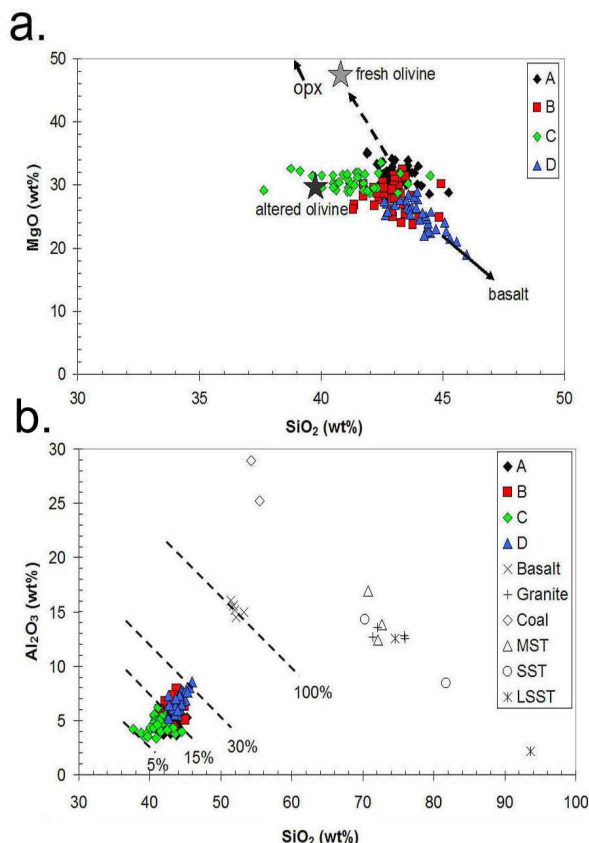 a.
50
40
30
20
10
0
MgO (wt%)
fresh olivine
opx
altered olivine
basalt
A
B
C
D
30
35
40
45
50
SiO₂ (wt%)
b.
30
25
20
15
10
5
0
Al₂O₃ (wt%)
100%
30%
15%
5%
A
B
C
D
Basalt
Granite
Coal
MST
SST
LSST
30
40
50
60
70
80
90
100
SiO₂ (wt%)